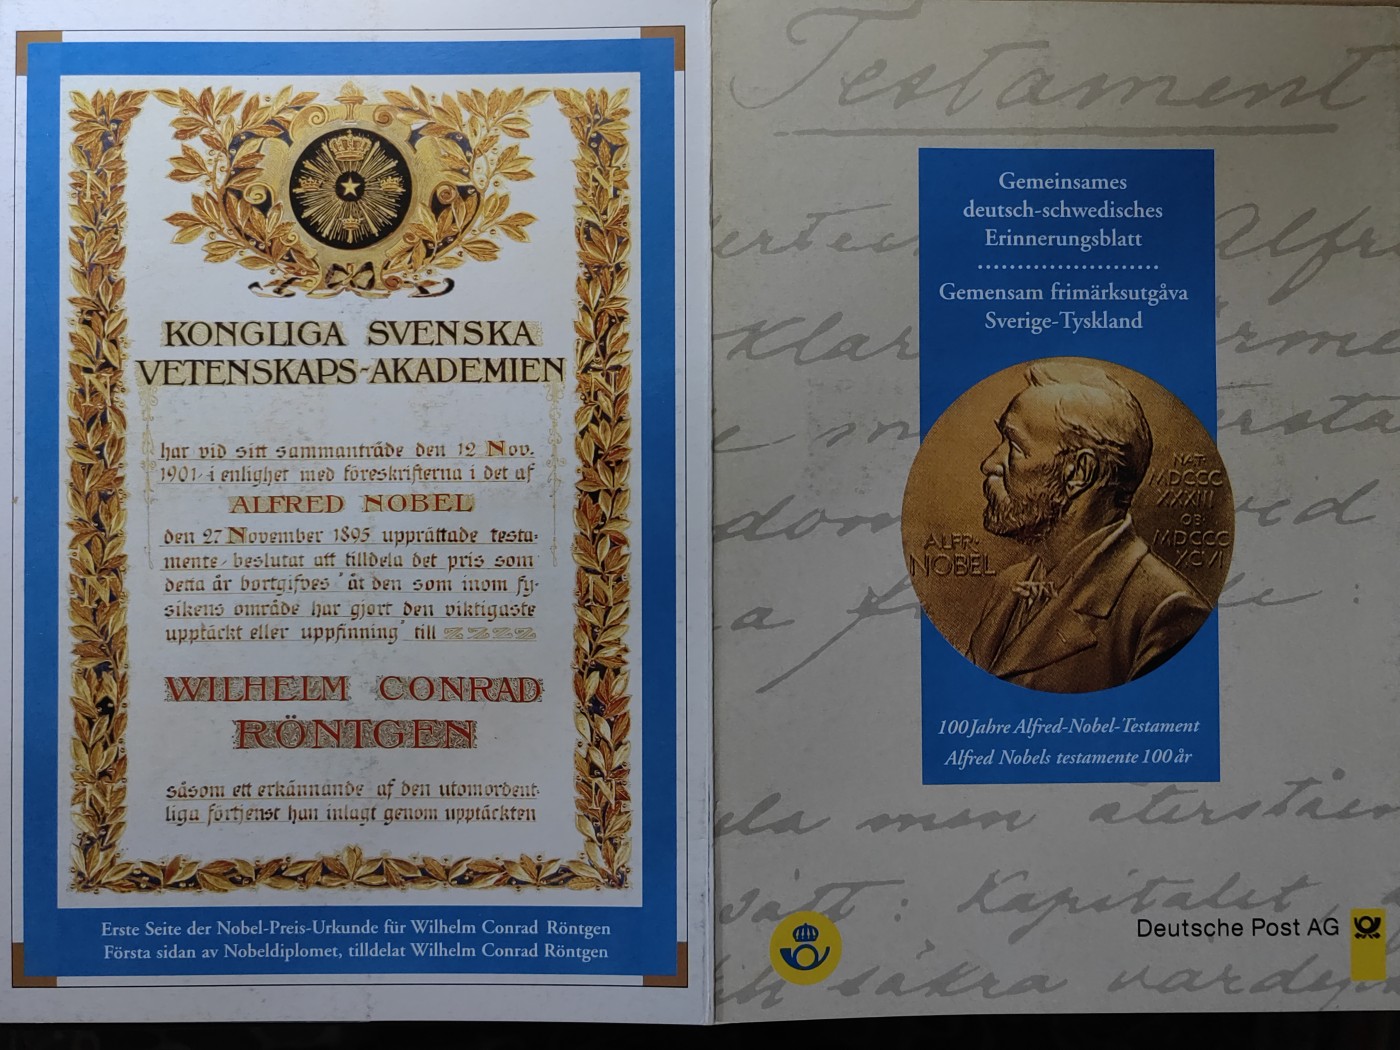 KONGLIGA SVENSKA
VETENSKAPS-AKADEMIEN
har vid sitt sammanträde den 12 Nov.
1901 i enlighet med föreskrifterna i det af
ALFRED NOBEL
den 27 November 1895 upprättade testa-
mente, beslutat att tilldela det pris som
detta år bortgifves "åt den som inom fy-
sikens område har gjort den viktigaste
upptäckt eller uppfinning" till
WILHELM CONRAD
RÖNTGEN
såsom ett erkännande af den utomordent-
liga förtjenst han inlagt genom upptäckten
Erste Seite der Nobel-Preis-Urkunde für Wilhelm Conrad Röntgen
Första sidan av Nobeldiplomet, tilldelat Wilhelm Conrad Röntgen
Testament
Gemeinsames
deutsch-schwedisches
Erinnerungsblatt
Gemensam frimärksutgåva
Sverige-Tyskland
ALFR·
NOBEL
NAT·
MDCCC
XXXIII
OB·
MDCCC
XCVI
100 Jahre Alfred-Nobel-Testament
Alfred Nobels testamente 100 år
men återståen
: Kapitalet
säkra
Deutsche Post AG